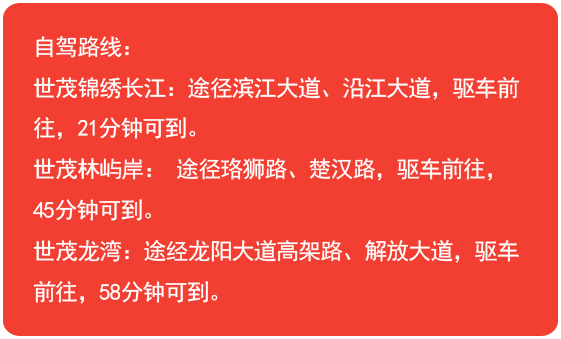 自驾路线：
世茂锦绣长江：途径滨江大道、沿江大道，驱车前
往，21分钟可到。
世茂林屿岸： 途径珞狮路、楚汉路，驱车前往，
45分钟可到。
世茂龙湾：途经龙阳大道高架路、解放大道，驱车
前往，58分钟可到。